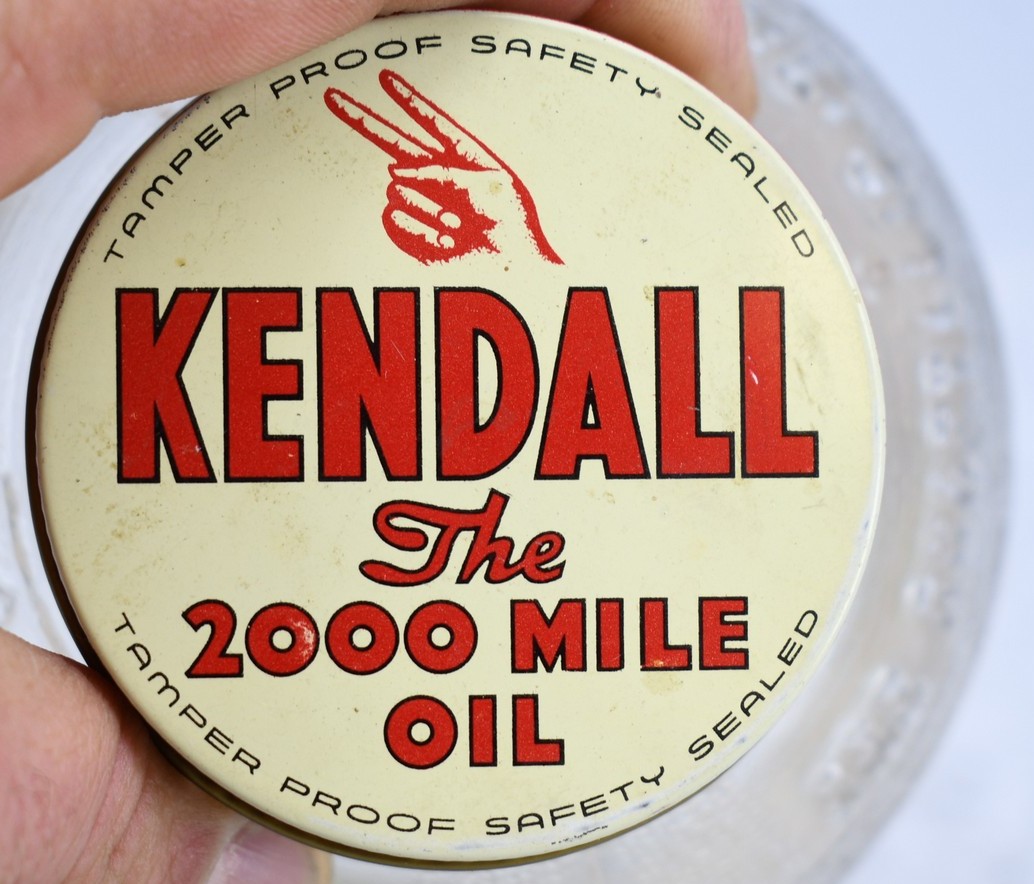 TAMPER PROOF SAFETY SEALED
KENDALL
The
2000 MILE
OIL
TAMPER PROOF SAFETY SEALED